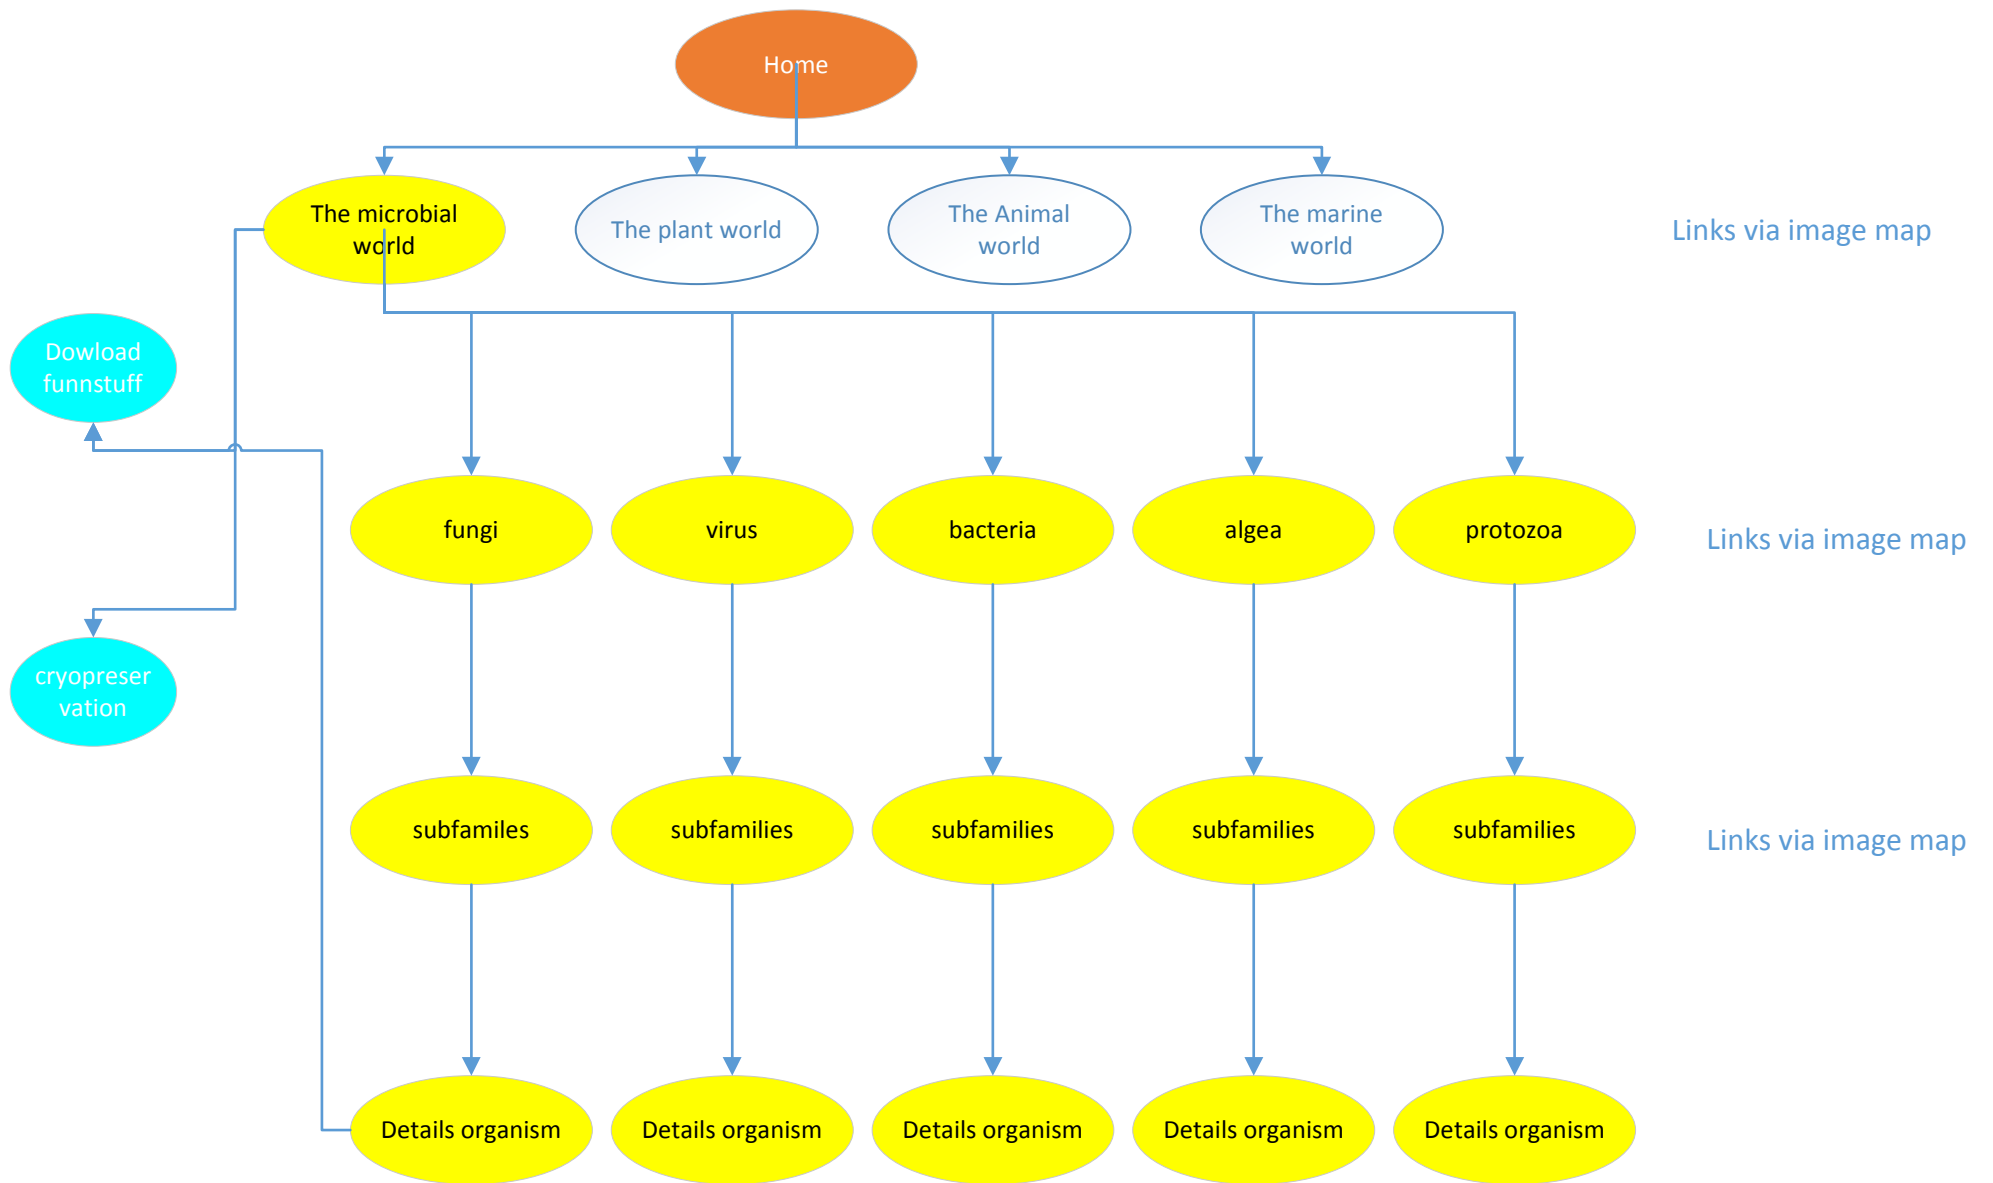 Home
The microbial
world
The plant world
The Animal
world
The marine
world
Links via image map
Dowload
funnstuff
fungi
virus
bacteria
algea
protozoa
Links via image map
cryopreser
vation
subfamiles
subfamilies
subfamilies
subfamilies
subfamilies
Links via image map
Details organism
Details organism
Details organism
Details organism
Details organism